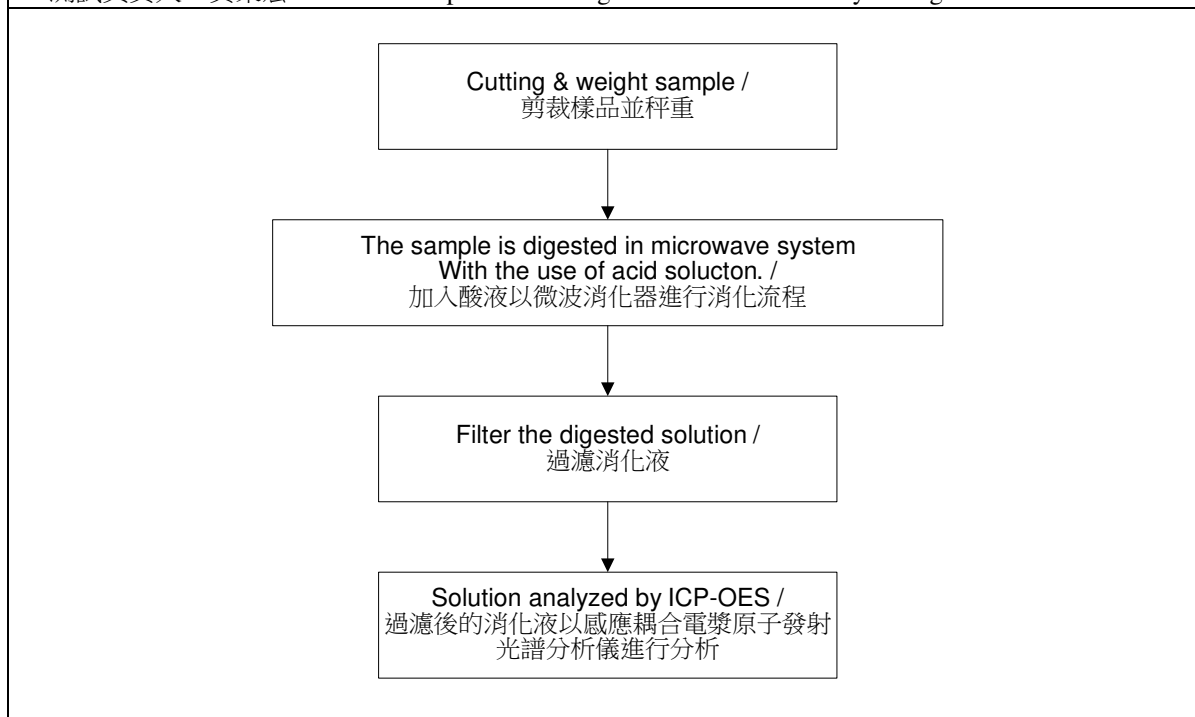 Cutting & weight sample /
剪裁樣品並秤重
The sample is digested in microwave system
With the use of acid soluction. /
加入酸液以微波消化器進行消化流程
Filter the digested solution /
過濾消化液
Solution analyzed by ICP-OES /
過濾後的消化液以感應耦合電漿原子發射
光譜分析儀進行分析